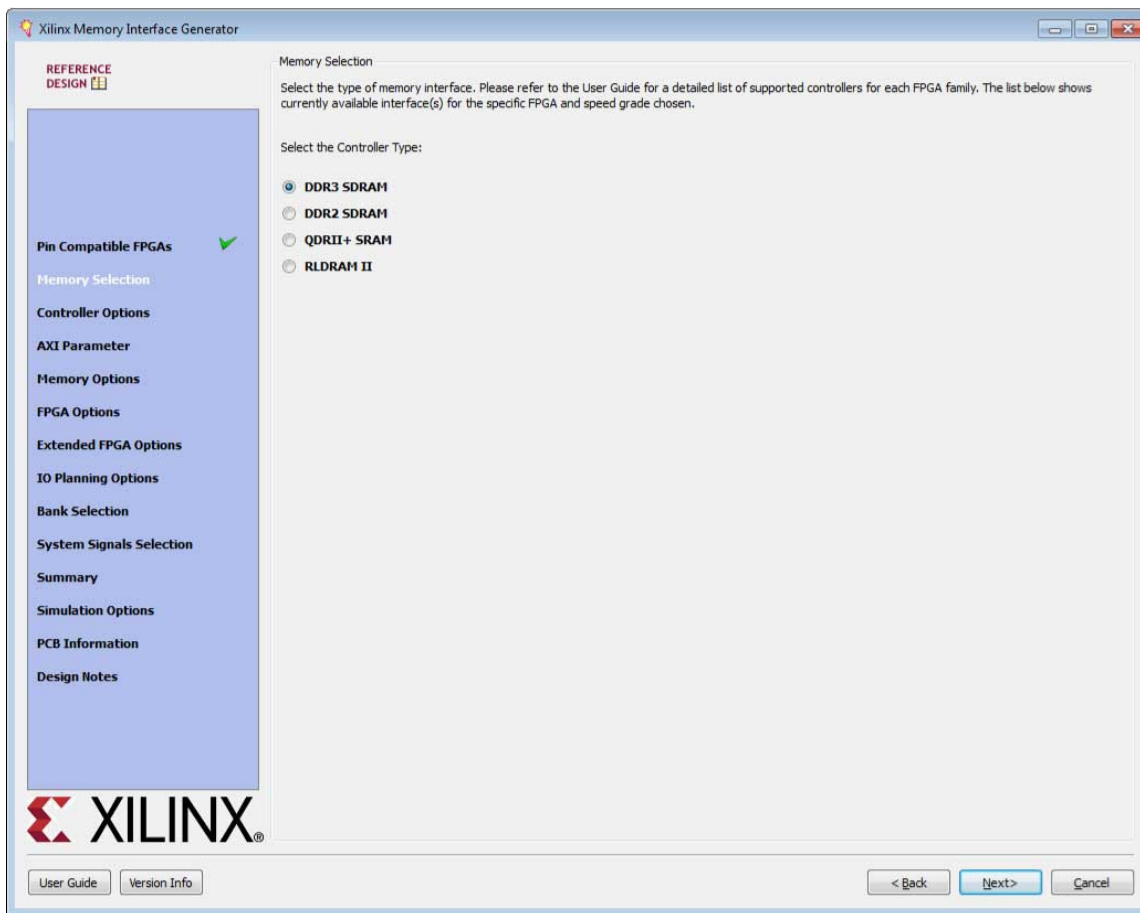 Xilinx Memory Interface Generator
REFERENCE
DESIGN
Pin Compatible FPGAs
Memory Selection
Controller Options
AXI Parameter
Memory Options
FPGA Options
Extended FPGA Options
IO Planning Options
Bank Selection
System Signals Selection
Summary
Simulation Options
PCB Information
Design Notes
XILINX®
Memory Selection
Select the type of memory interface. Please refer to the User Guide for a detailed list of supported controllers for each FPGA family. The list below shows
currently available interface(s) for the specific FPGA and speed grade chosen.
Select the Controller Type:
DDR3 SDRAM
DDR2 SDRAM
QDRII+ SRAM
RLDRAM II
User Guide
Version Info
< Back
Next>
Cancel